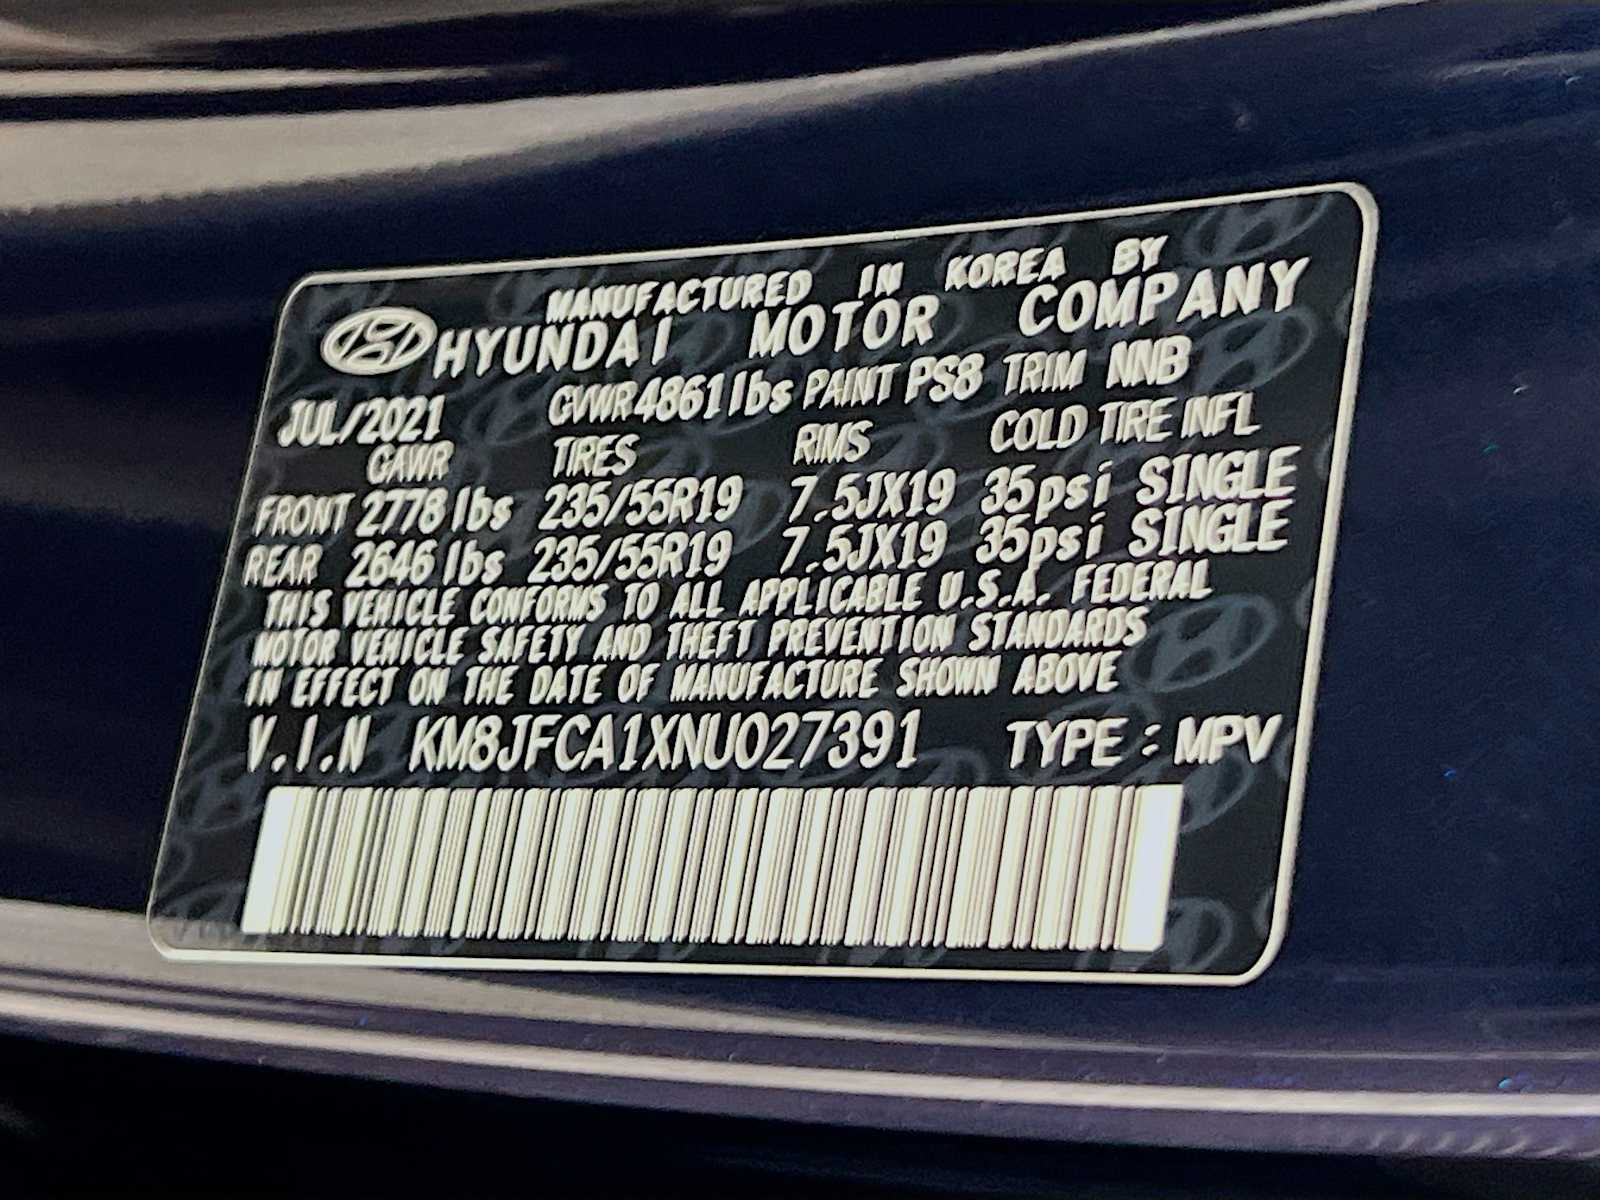 MANUFACTURED IN KOREA BY
HYUNDAI MOTOR COMPANY
JUL/2021 GVWR 4861lbs PAINT PS8 TRIM NNB
GAWR TIRES RIMS COLD TIRE INFL
FRONT 2778lbs 235/55R19 7.5JX19 35psi SINGLE
REAR 2646lbs 235/55R19 7.5JX19 35psi SINGLE
THIS VEHICLE CONFORMS TO ALL APPLICABLE U.S.A. FEDERAL
MOTOR VEHICLE SAFETY AND THEFT PREVENTION STANDARDS
IN EFFECT ON THE DATE OF MANUFACTURE SHOWN ABOVE
V.I.N KM8JFCA1XNU027391 TYPE : MPV